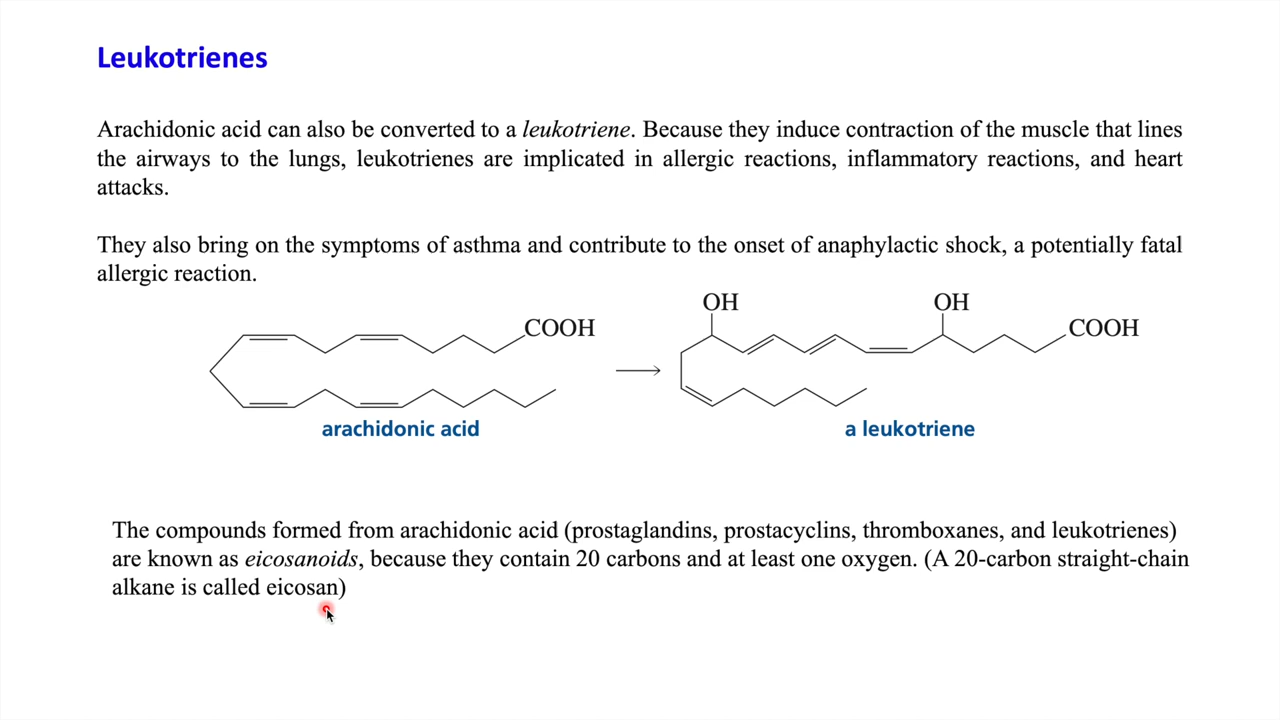 Leukotrienes
Arachidonic acid can also be converted to a leukotriene. Because they induce contraction of the muscle that lines
the airways to the lungs, leukotrienes are implicated in allergic reactions, inflammatory reactions, and heart
attacks.
They also bring on the symptoms of asthma and contribute to the onset of anaphylactic shock, a potentially fatal
allergic reaction.
COOH
OH
OH
COOH
arachidonic acid
a leukotriene
The compounds formed from arachidonic acid (prostaglandins, prostacyclins, thromboxanes, and leukotrienes)
are known as eicosanoids, because they contain 20 carbons and at least one oxygen. (A 20-carbon straight-chain
alkane is called eicosan)